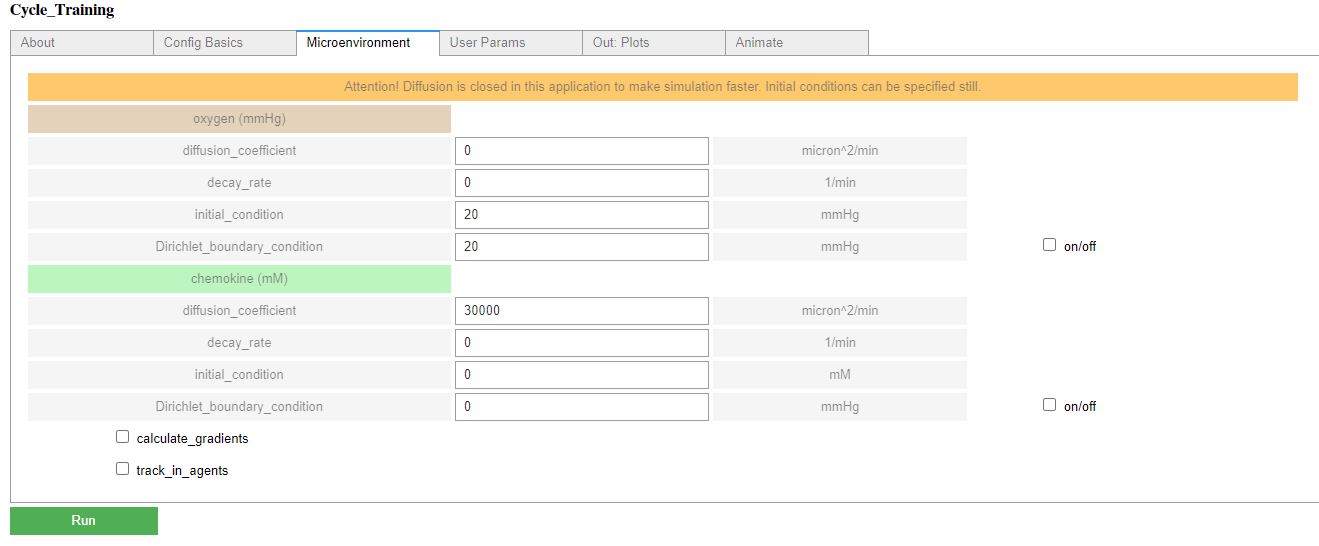 Cycle_Training
About Config Basics Microenvironment User Params Out: Plots Animate
Attention! Diffusion is closed in this application to make simulation faster. Initial conditions can be specified still.
oxygen (mmHg)
diffusion_coefficient 0 micron^2/min
decay_rate 0 1/min
initial_condition 20 mmHg
Dirichlet_boundary_condition 20 mmHg on/off
chemokine (mM)
diffusion_coefficient 30000 micron^2/min
decay_rate 0 1/min
initial_condition 0 mM
Dirichlet_boundary_condition 0 mmHg on/off
calculate_gradients
track_in_agents
Run